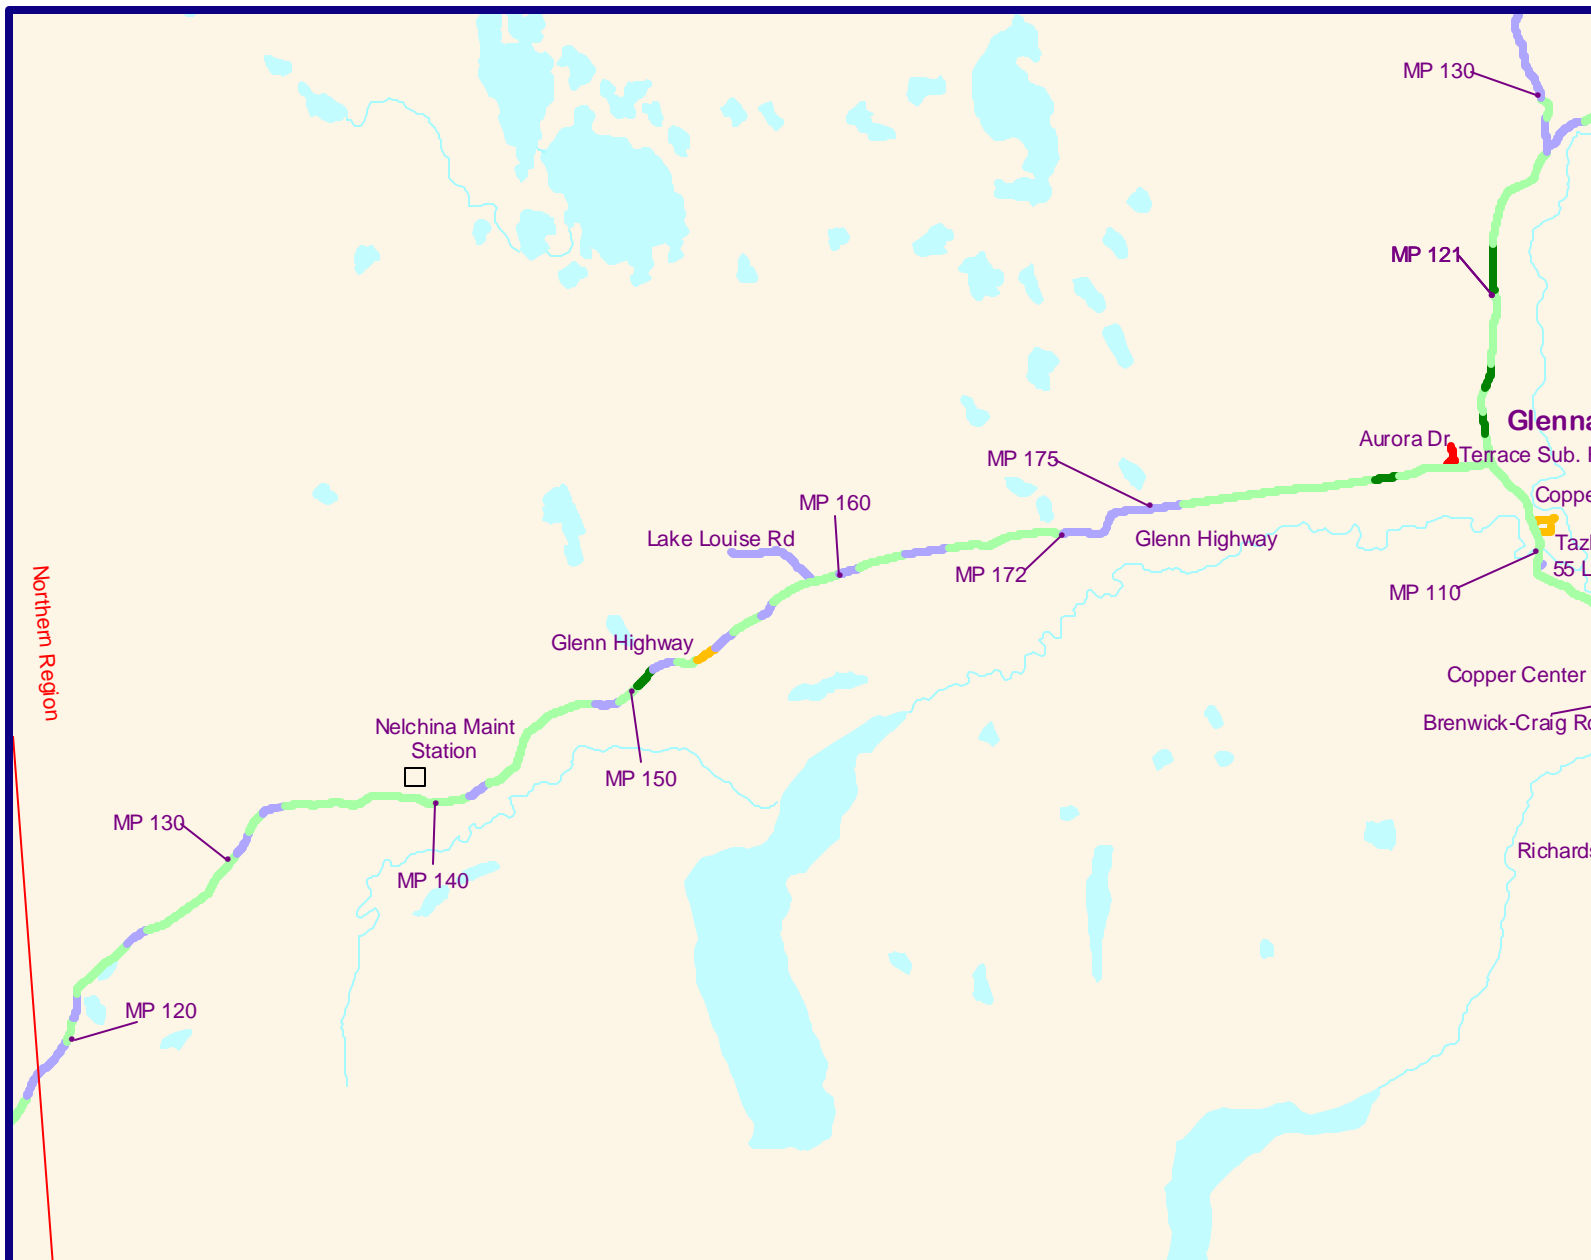 MP 130
MP 121
Glenna
Aurora Dr
Terrace Sub. R
MP 175
Coppe
MP 160
Lake Louise Rd
Glenn Highway
Tazl
55 L
MP 172
MP 110
Northern Region
Glenn Highway
Copper Center
Brenwick-Craig Ro
Nelchina Maint
Station
MP 150
MP 130
Richards
MP 140
MP 120